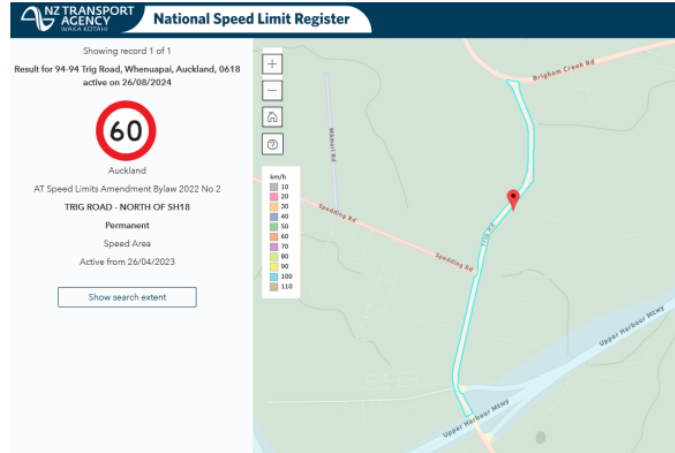 NZ TRANSPORT
AGENCY
WAKA KOTAHI
National Speed Limit Register
Showing record 1 of 1
Result for 94-94 Trig Road, Whenuapai, Auckland, 0618
active on 26/08/2024
60
Auckland
AT Speed Limits Amendment Bylaw 2022 No 2
TRIG ROAD - NORTH OF SH18
Permanent
Speed Area
Active from 26/04/2023
Show search extent
+
−
?
km/h
10
20
30
40
50
60
70
80
90
100
110
Brigham Creek Rd
Māmari Rd
Spedding Rd
Trig Rd
Spedding Rd
Upper Harbour Mtwy
Upper Harbour Mtwy